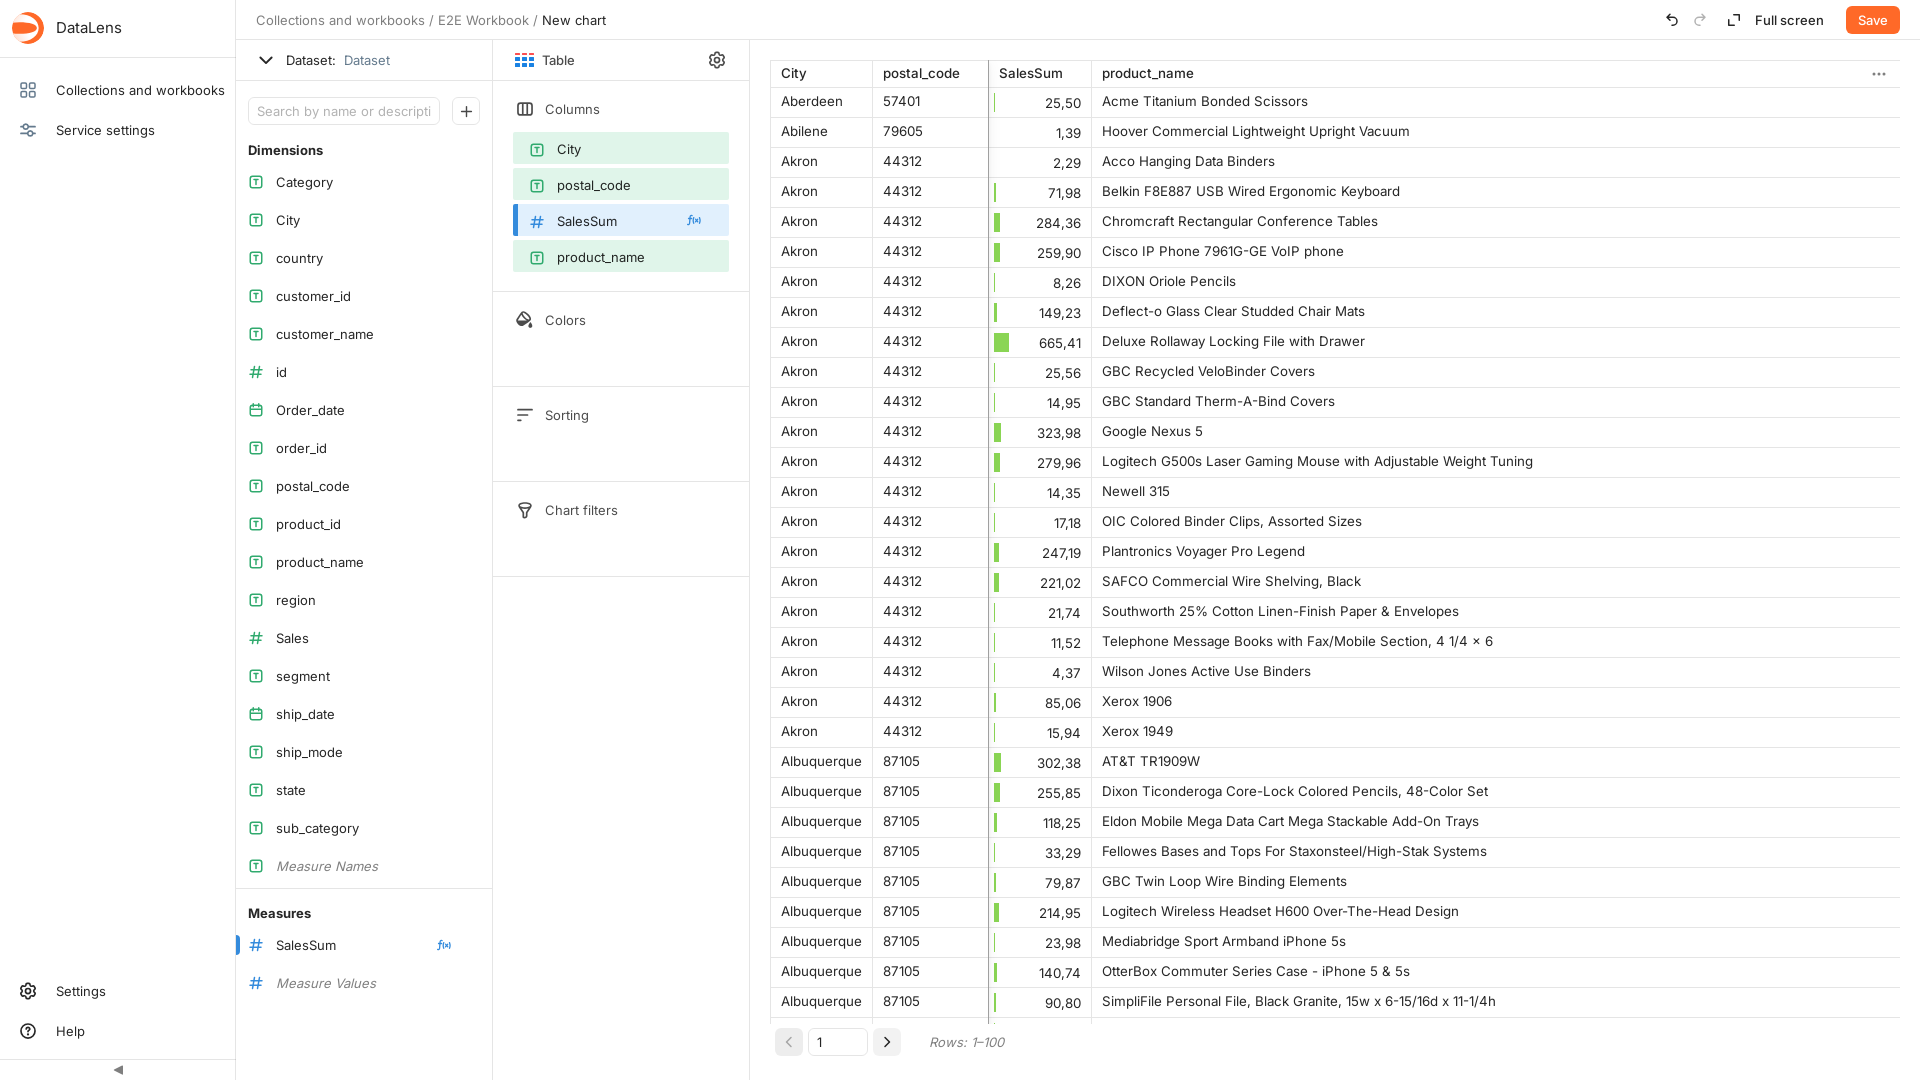 DataLens
Collections and workbooks
Service settings
Settings
Help
Collections and workbooks / E2E Workbook / New chart
Full screen
Save
Dataset: Dataset
Search by name or descripti
Dimensions
Category
City
country
customer_id
customer_name
id
Order_date
order_id
postal_code
product_id
product_name
region
Sales
segment
ship_date
ship_mode
state
sub_category
Measure Names
Measures
SalesSum
Measure Values
Table
Columns
City
postal_code
SalesSum
product_name
Colors
Sorting
Chart filters
City postal_code SalesSum product_name
Aberdeen 57401 25,50 Acme Titanium Bonded Scissors
Abilene 79605 1,39 Hoover Commercial Lightweight Upright Vacuum
Akron 44312 2,29 Acco Hanging Data Binders
Akron 44312 71,98 Belkin F8E887 USB Wired Ergonomic Keyboard
Akron 44312 284,36 Chromcraft Rectangular Conference Tables
Akron 44312 259,90 Cisco IP Phone 7961G-GE VoIP phone
Akron 44312 8,26 DIXON Oriole Pencils
Akron 44312 149,23 Deflect-o Glass Clear Studded Chair Mats
Akron 44312 665,41 Deluxe Rollaway Locking File with Drawer
Akron 44312 25,56 GBC Recycled VeloBinder Covers
Akron 44312 14,95 GBC Standard Therm-A-Bind Covers
Akron 44312 323,98 Google Nexus 5
Akron 44312 279,96 Logitech G500s Laser Gaming Mouse with Adjustable Weight Tuning
Akron 44312 14,35 Newell 315
Akron 44312 17,18 OIC Colored Binder Clips, Assorted Sizes
Akron 44312 247,19 Plantronics Voyager Pro Legend
Akron 44312 221,02 SAFCO Commercial Wire Shelving, Black
Akron 44312 21,74 Southworth 25% Cotton Linen-Finish Paper & Envelopes
Akron 44312 11,52 Telephone Message Books with Fax/Mobile Section, 4 1/4 × 6
Akron 44312 4,37 Wilson Jones Active Use Binders
Akron 44312 85,06 Xerox 1906
Akron 44312 15,94 Xerox 1949
Albuquerque 87105 302,38 AT&T TR1909W
Albuquerque 87105 255,85 Dixon Ticonderoga Core-Lock Colored Pencils, 48-Color Set
Albuquerque 87105 118,25 Eldon Mobile Mega Data Cart Mega Stackable Add-On Trays
Albuquerque 87105 33,29 Fellowes Bases and Tops For Staxonsteel/High-Stak Systems
Albuquerque 87105 79,87 GBC Twin Loop Wire Binding Elements
Albuquerque 87105 214,95 Logitech Wireless Headset H600 Over-The-Head Design
Albuquerque 87105 23,98 Mediabridge Sport Armband iPhone 5s
Albuquerque 87105 140,74 OtterBox Commuter Series Case - iPhone 5 & 5s
Albuquerque 87105 90,80 SimpliFile Personal File, Black Granite, 15w x 6-15/16d x 11-1/4h
1
Rows: 1–100